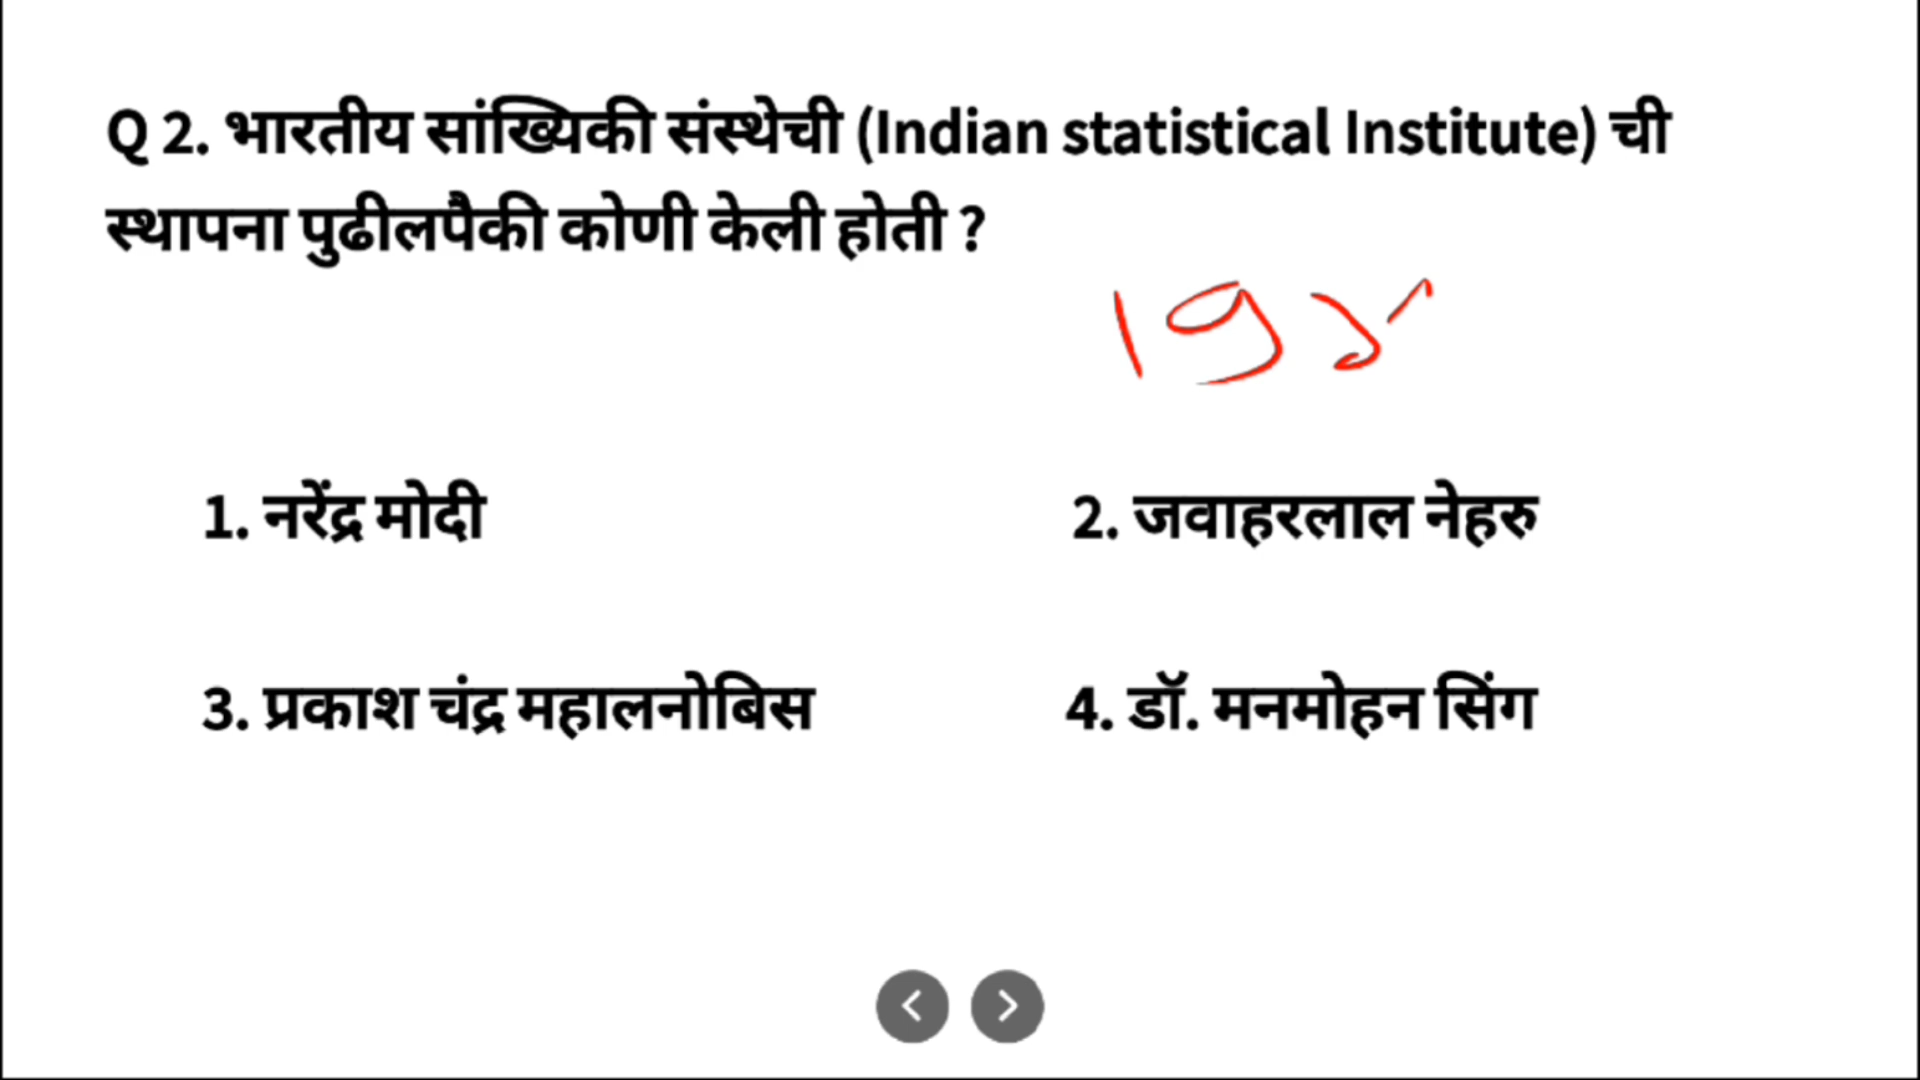 Q 2. भारतीय सांख्यिकी संस्थेची (Indian statistical Institute) ची
स्थापना पुढीलपैकी कोणी केली होती ?
1. नरेंद्र मोदी
2. जवाहरलाल नेहरु
3. प्रकाश चंद्र महालनोबिस
4. डॉ. मनमोहन सिंग